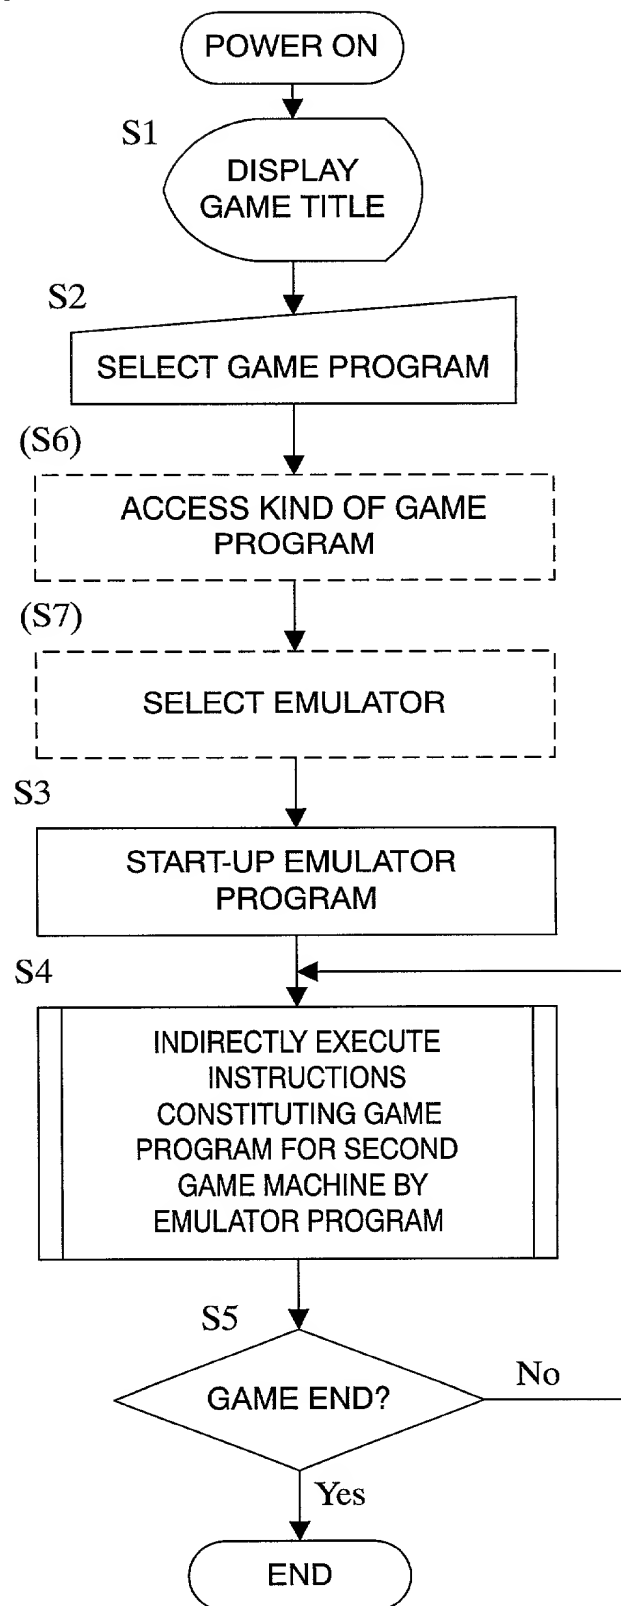 POWER ON
S1
DISPLAY
GAME TITLE
S2
SELECT GAME PROGRAM
(S6)
ACCESS KIND OF GAME
PROGRAM
(S7)
SELECT EMULATOR
S3
START-UP EMULATOR
PROGRAM
S4
INDIRECTLY EXECUTE
INSTRUCTIONS
CONSTITUTING GAME
PROGRAM FOR SECOND
GAME MACHINE BY
EMULATOR PROGRAM
S5
GAME END?
No
Yes
END